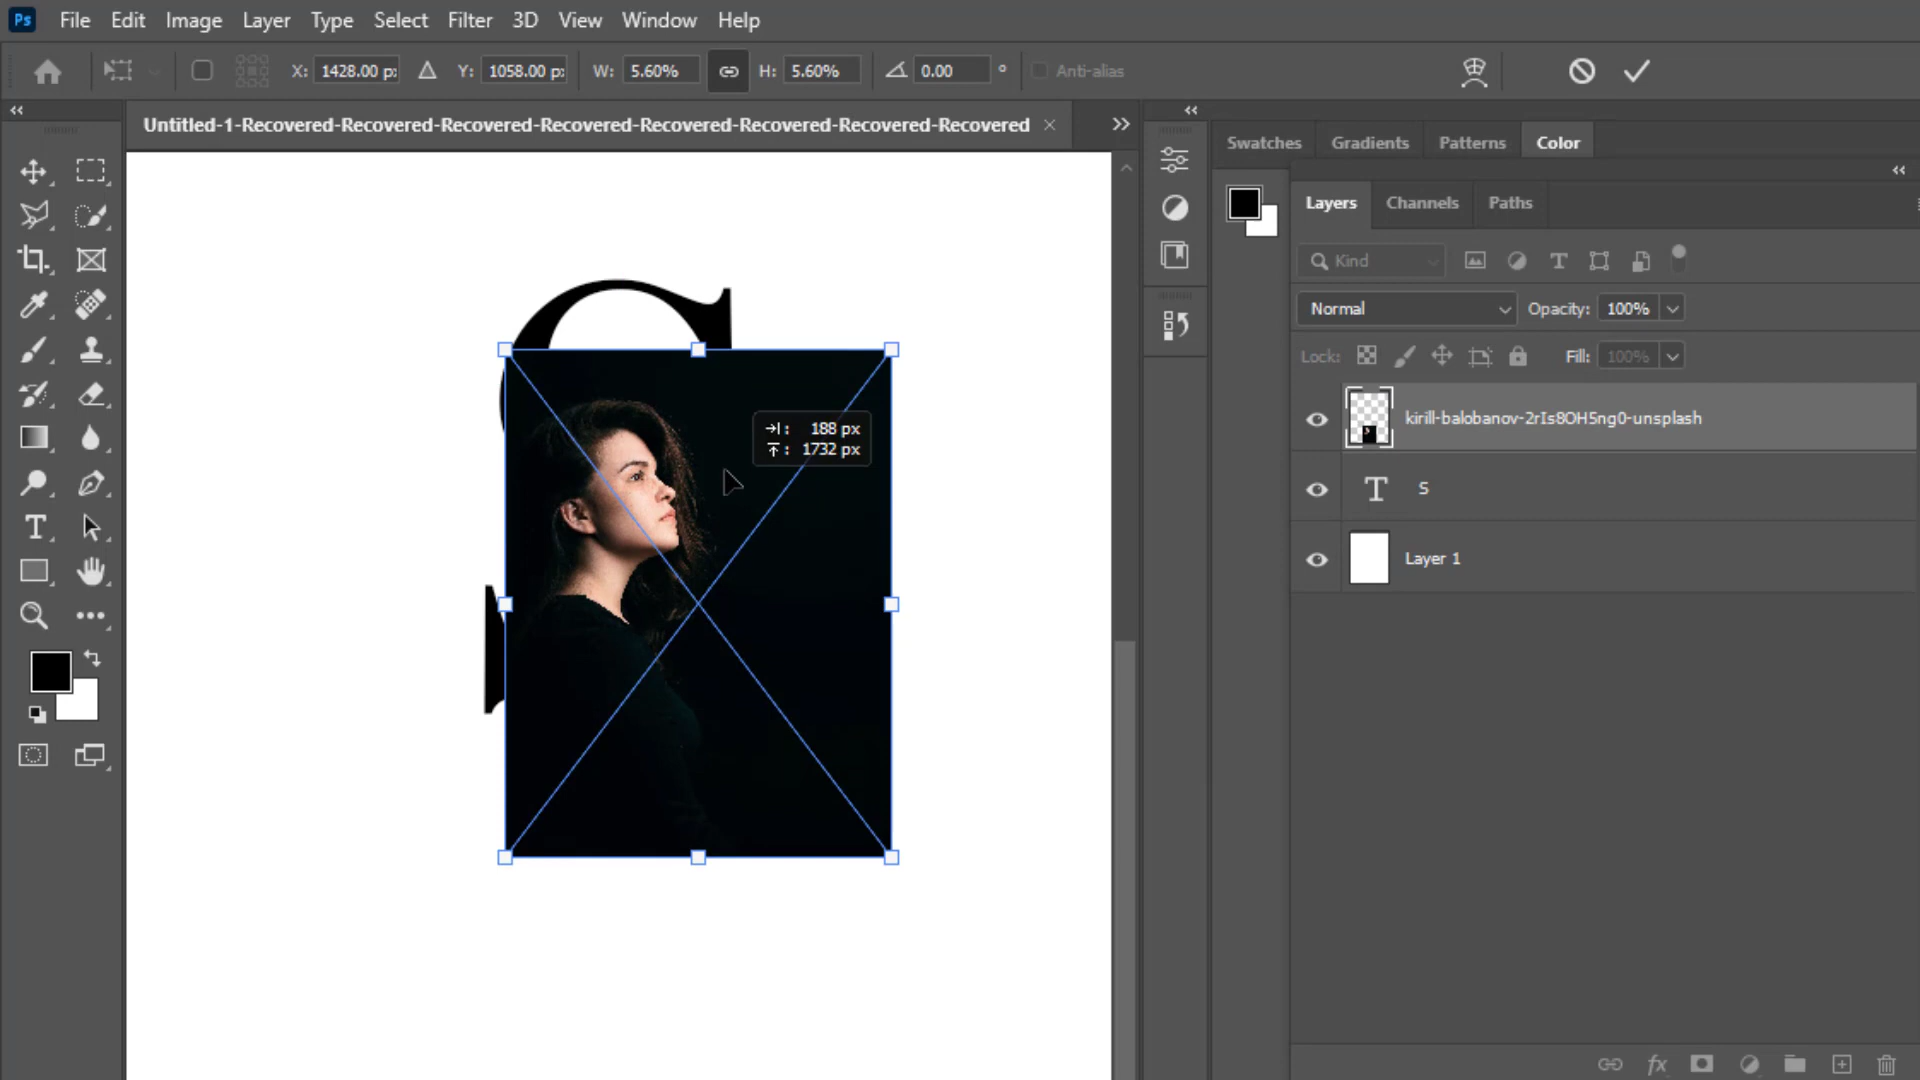 Ps File Edit Image Layer Type Select Filter 3D View Window Help
X: 1428.00 px Y: 1058.00 px W: 5.60% H: 5.60% 0.00 ° Anti-alias
Untitled-1-Recovered-Recovered-Recovered-Recovered-Recovered-Recovered-Recovered-Recovered
Swatches Gradients Patterns Color
Layers Channels Paths
Kind
Normal Opacity: 100%
Lock: Fill: 100%
kirill-balobanov-2rIs8OH5ng0-unsplash
S
Layer 1
188 px
1732 px